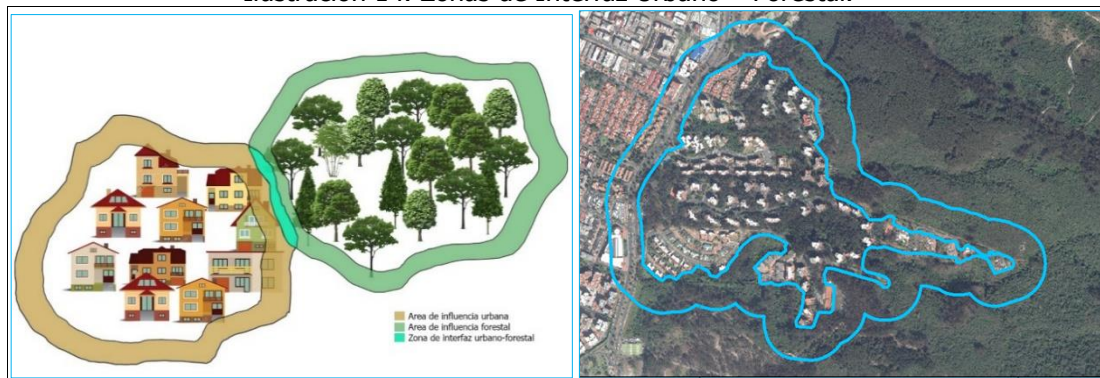 Ilustración 14. Zonas de Interfaz Urbano – Forestal.
Area de influencia urbana
Area de influencia forestal
Zona de interfaz urbano-forestal